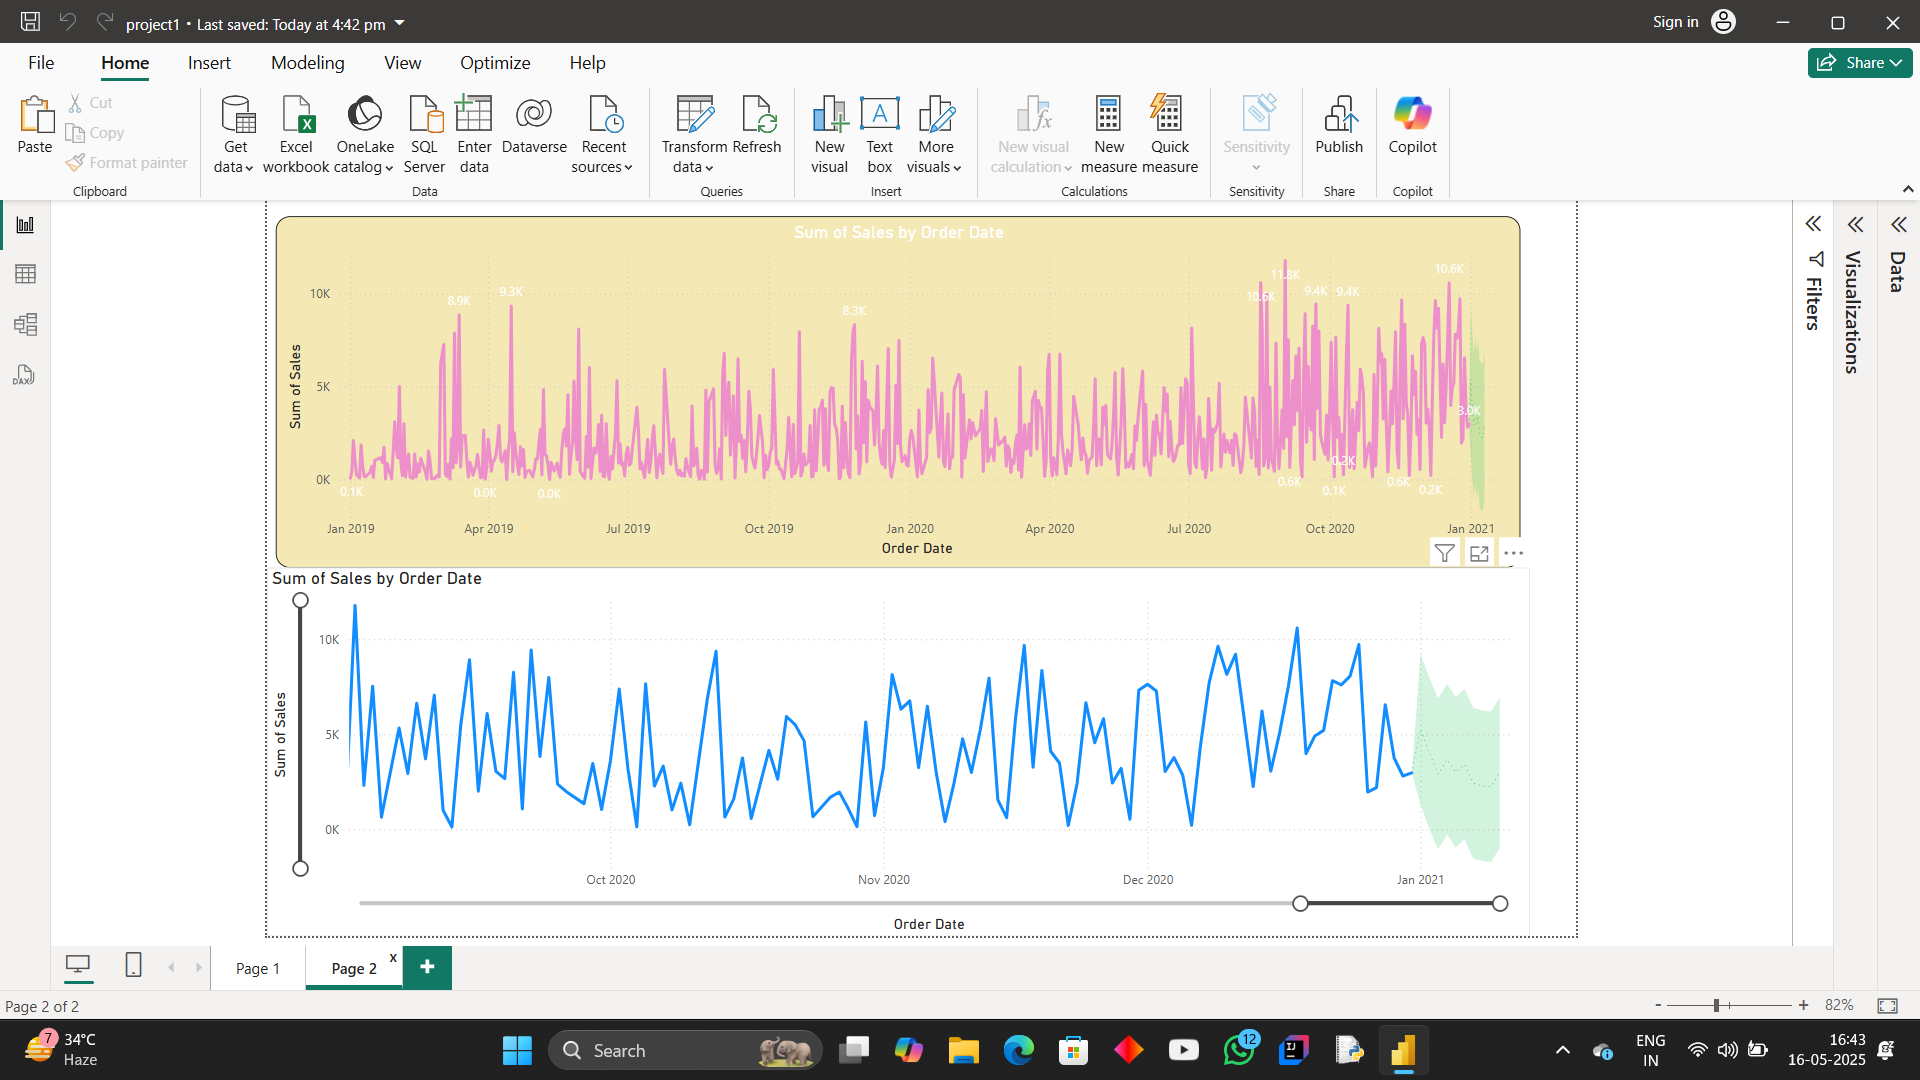 project1 • Last saved: Today at 4:42 pm
Sign in
File Home Insert Modeling View Optimize Help
Share
Paste
Cut
Copy
Format painter
Clipboard
Get data
Excel workbook
OneLake catalog
SQL Server
Enter data
Dataverse
Recent sources
Data
Transform data
Refresh
Queries
New visual
Text box
More visuals
Insert
New visual calculation
New measure
Quick measure
Calculations
Sensitivity
Sensitivity
Publish
Share
Copilot
Copilot
DAX
Sum of Sales by Order Date
Sum of Sales
10K
5K
0K
8.9K
9.3K
8.3K
10.6K
11.8K
9.4K
9.4K
10.6K
3.0K
0.1K
0.0K
0.0K
0.6K
0.2K
0.1K
0.6K
0.2K
Jan 2019 Apr 2019 Jul 2019 Oct 2019 Jan 2020 Apr 2020 Jul 2020 Oct 2020 Jan 2021
Order Date
Sum of Sales by Order Date
Sum of Sales
10K
5K
0K
Oct 2020 Nov 2020 Dec 2020 Jan 2021
Order Date
Filters
Visualizations
Data
Page 1
Page 2
x
+
Page 2 of 2
- + 82%
7
34°C
Haze
Search
12
IJ
ENG
IN
16:43
16-05-2025